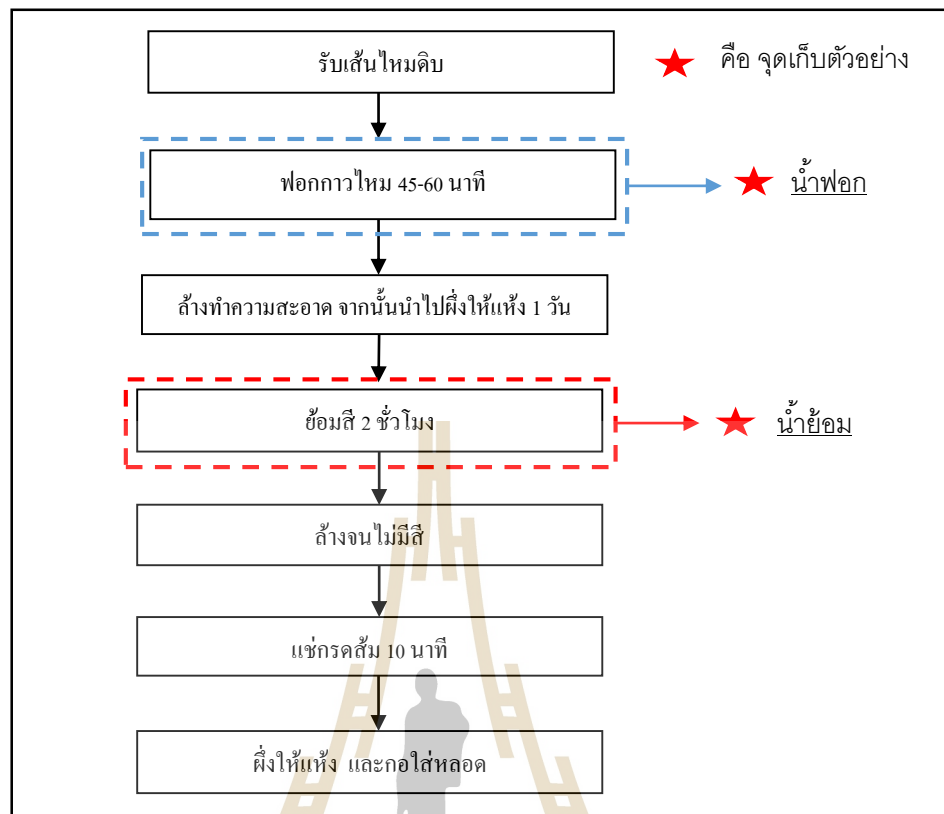 รับเส้นไหมดิบ
คือ จุดเก็บตัวอย่าง
ฟอกกาวไหม 45-60 นาที
น้ำฟอก
ล้างทำความสะอาด จากนั้นนำไปผึ่งให้แห้ง 1 วัน
ย้อมสี 2 ชั่วโมง
น้ำย้อม
ล้างจนไม่มีสี
แช่กรดส้ม 10 นาที
ผึ่งให้แห้ง และกอใส่หลอด